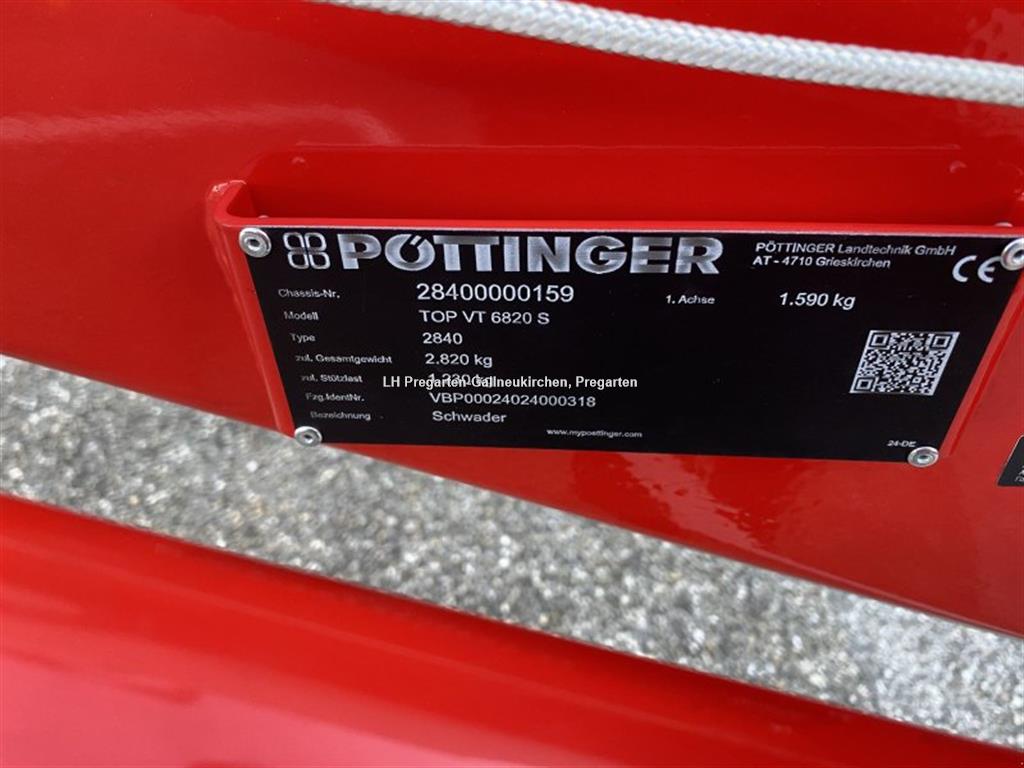 PÖTTINGER
PÖTTINGER Landtechnik GmbH
AT - 4710 Grieskirchen
CE
Chassis-Nr. 28400000159 1. Achse 1.590 kg
Modell TOP VT 6820 S
Type 2840
zul. Gesamtgewicht 2.820 kg
zul. Stützlast kg
LH Pregarten-Gallneukirchen, Pregarten
Fzg.IdentNr. VBP00024024000318
Bezeichnung Schwader
www.mypoettinger.com
24-DE